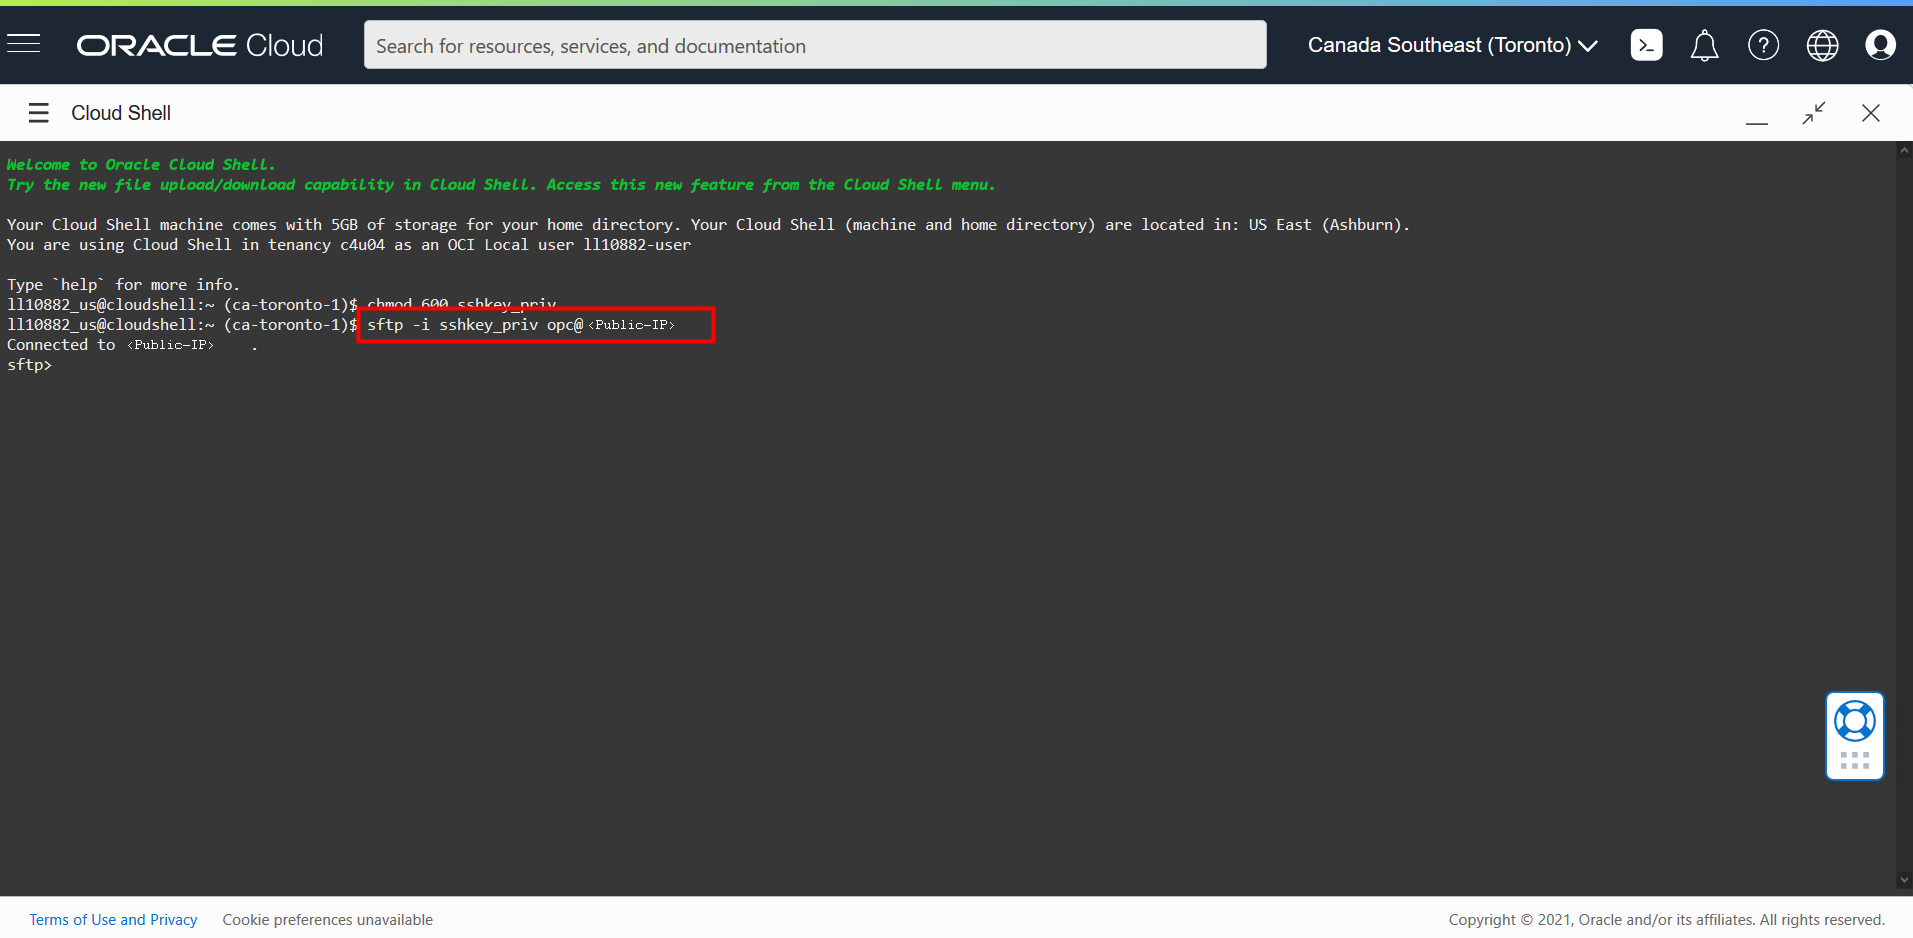 ORACLE Cloud
Search for resources, services, and documentation
Canada Southeast (Toronto)
Cloud Shell
Welcome to Oracle Cloud Shell.
Try the new file upload/download capability in Cloud Shell. Access this new feature from the Cloud Shell menu.
Your Cloud Shell machine comes with 5GB of storage for your home directory. Your Cloud Shell (machine and home directory) are located in: US East (Ashburn).
You are using Cloud Shell in tenancy c4u04 as an OCI Local user ll10882-user
Type `help` for more info.
ll10882_us@cloudshell:~ (ca-toronto-1)$ chmod 600 sshkey_priv
ll10882_us@cloudshell:~ (ca-toronto-1)$ sftp -i sshkey_priv opc@<Public-IP>
Connected to <Public-IP> .
sftp>
Terms of Use and Privacy Cookie preferences unavailable
Copyright © 2021, Oracle and/or its affiliates. All rights reserved.